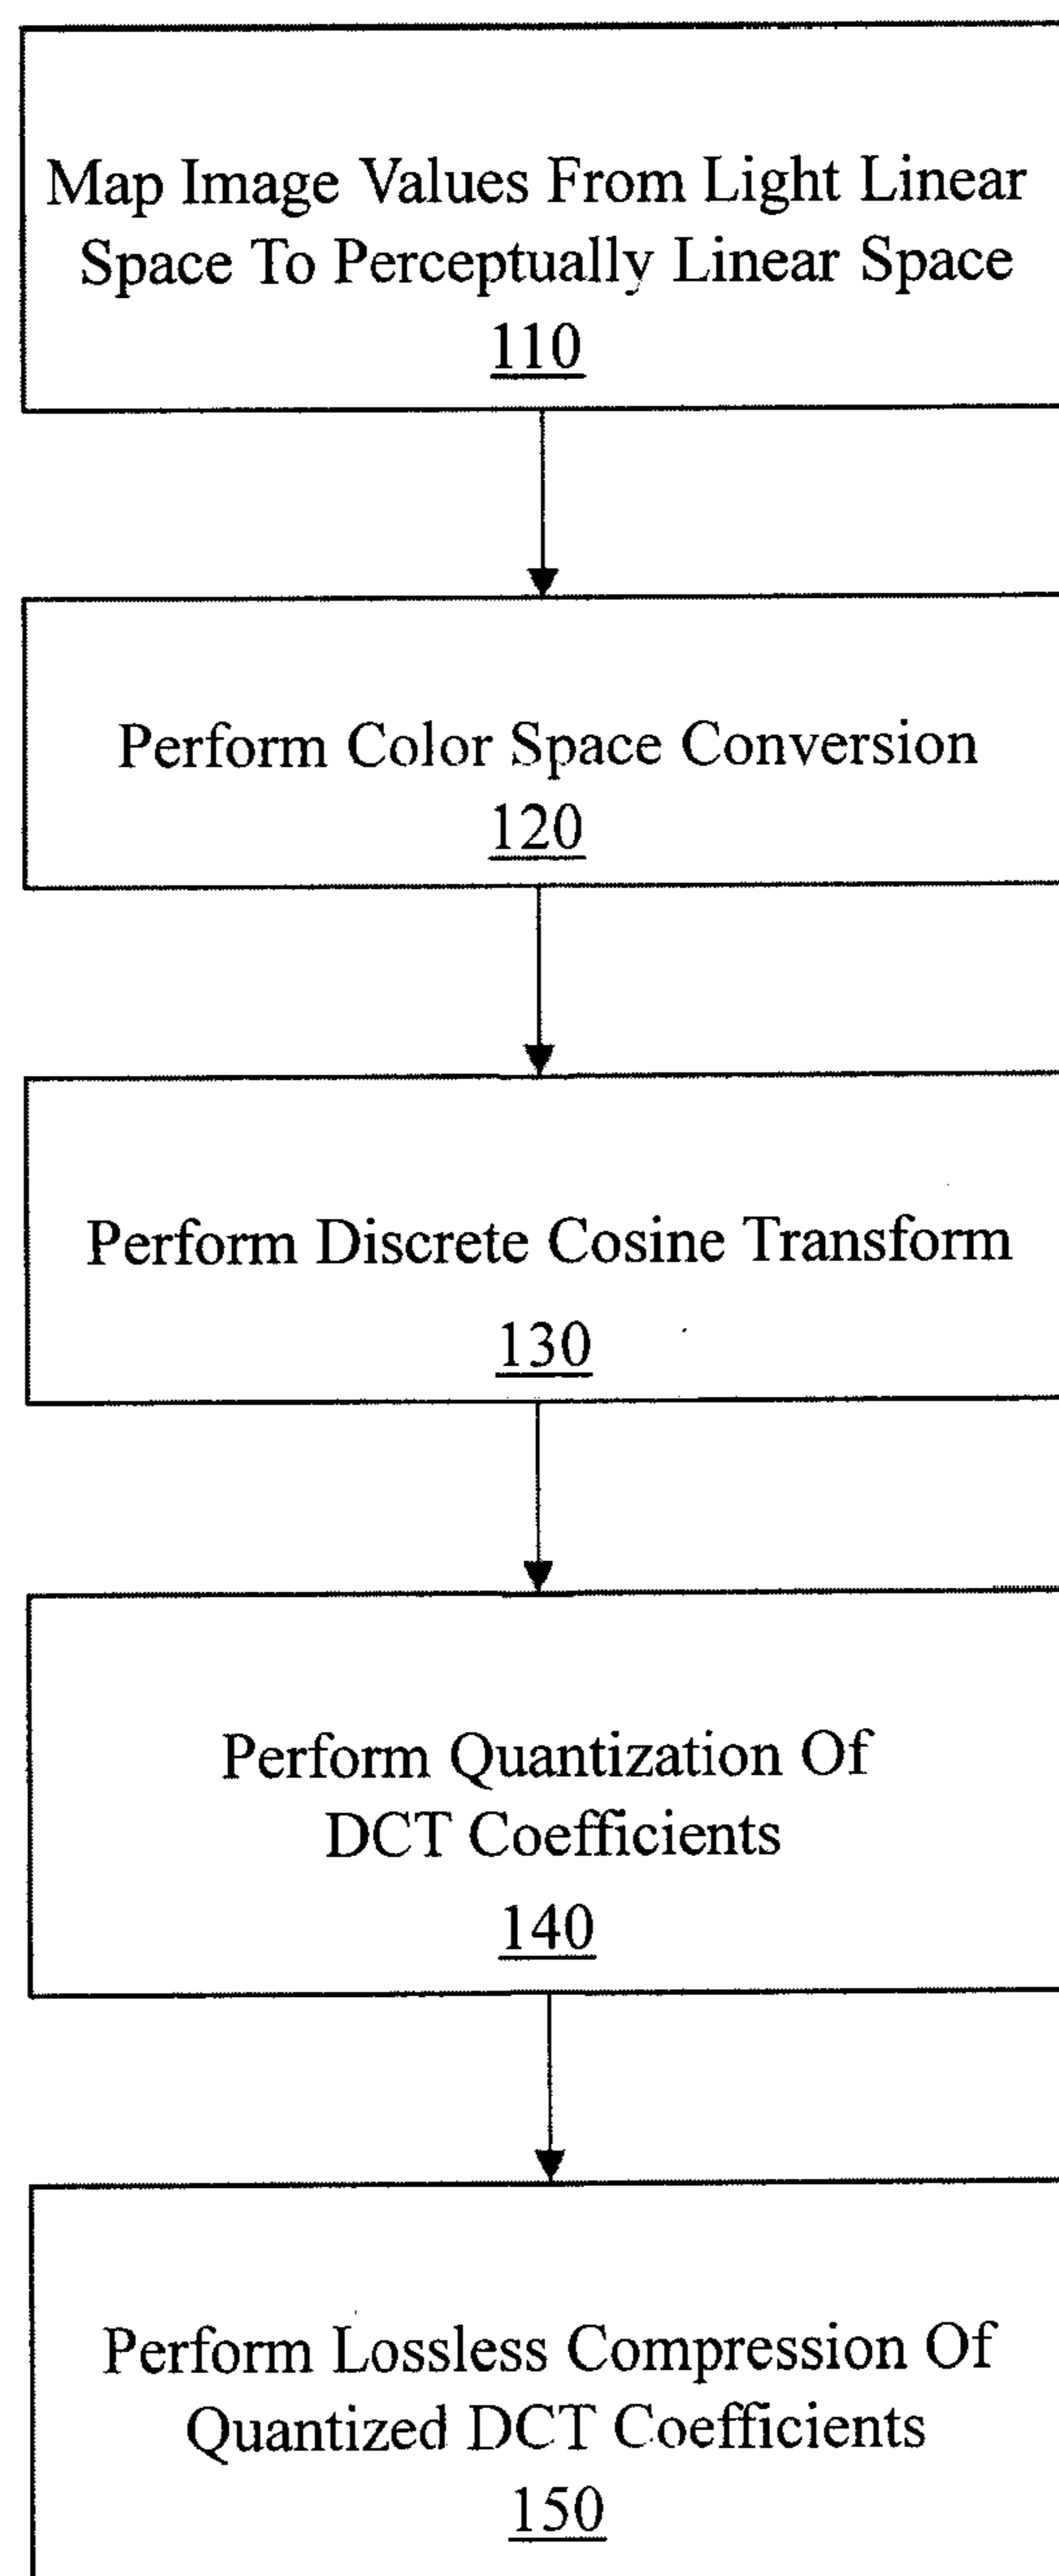 Map Image Values From Light Linear
Space To Perceptually Linear Space
110
Perform Color Space Conversion
120
Perform Discrete Cosine Transform
130
Perform Quantization Of
DCT Coefficients
140
Perform Lossless Compression Of
Quantized DCT Coefficients
150